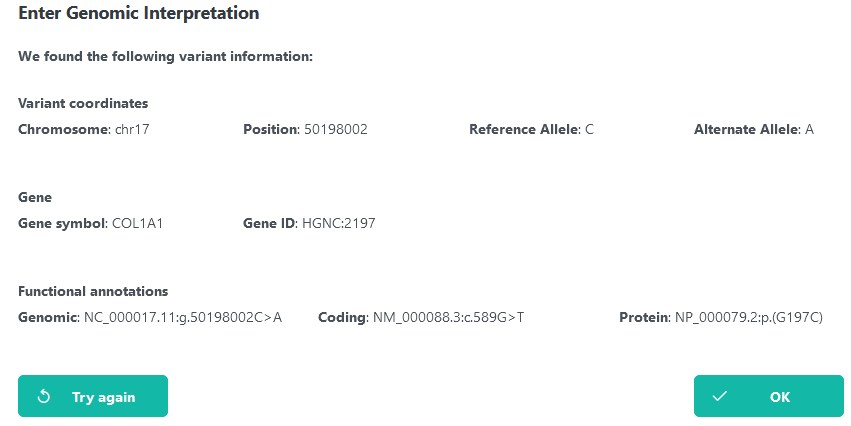 Enter Genomic Interpretation
We found the following variant information:
Variant coordinates
Chromosome: chr17 Position: 50198002 Reference Allele: C Alternate Allele: A
Gene
Gene symbol: COL1A1 Gene ID: HGNC:2197
Functional annotations
Genomic: NC_000017.11:g.50198002C>A Coding: NM_000088.3:c.589G>T Protein: NP_000079.2:p.(G197C)
Try again OK